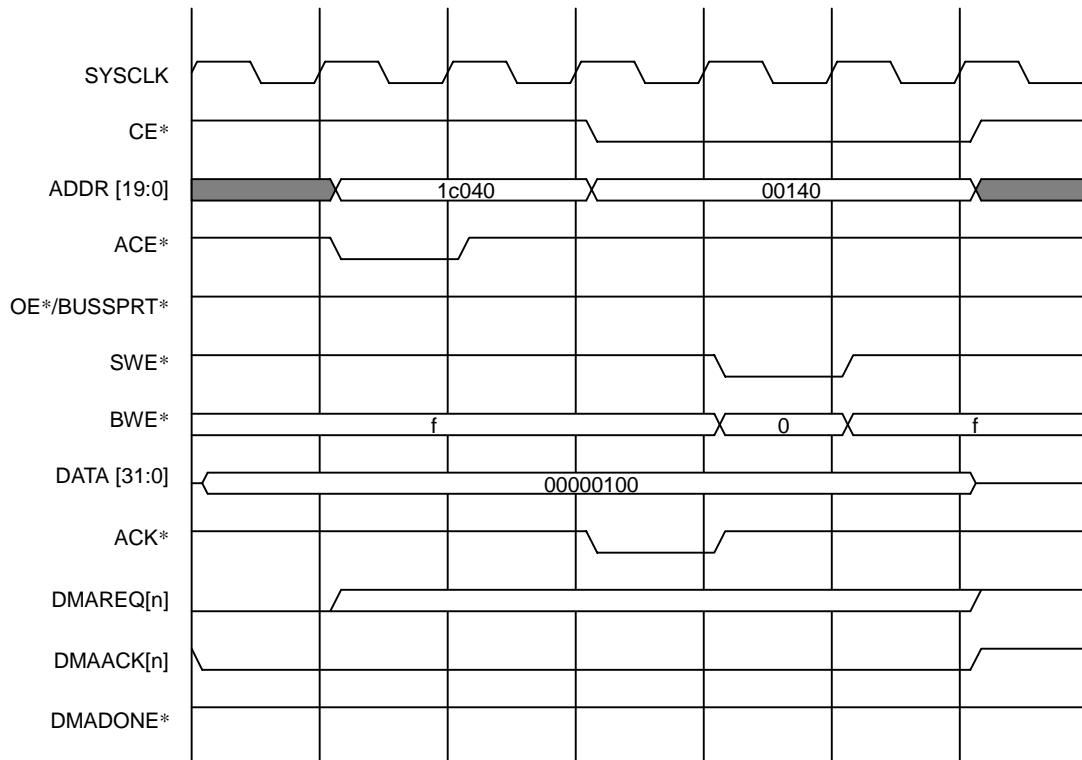 SYSCLK
CE*
ADDR [19:0] 1c040 00140
ACE*
OE*/BUSSPRT*
SWE*
BWE* f 0 f
DATA [31:0] 00000100
ACK*
DMAREQ[n]
DMAACK[n]
DMADONE*